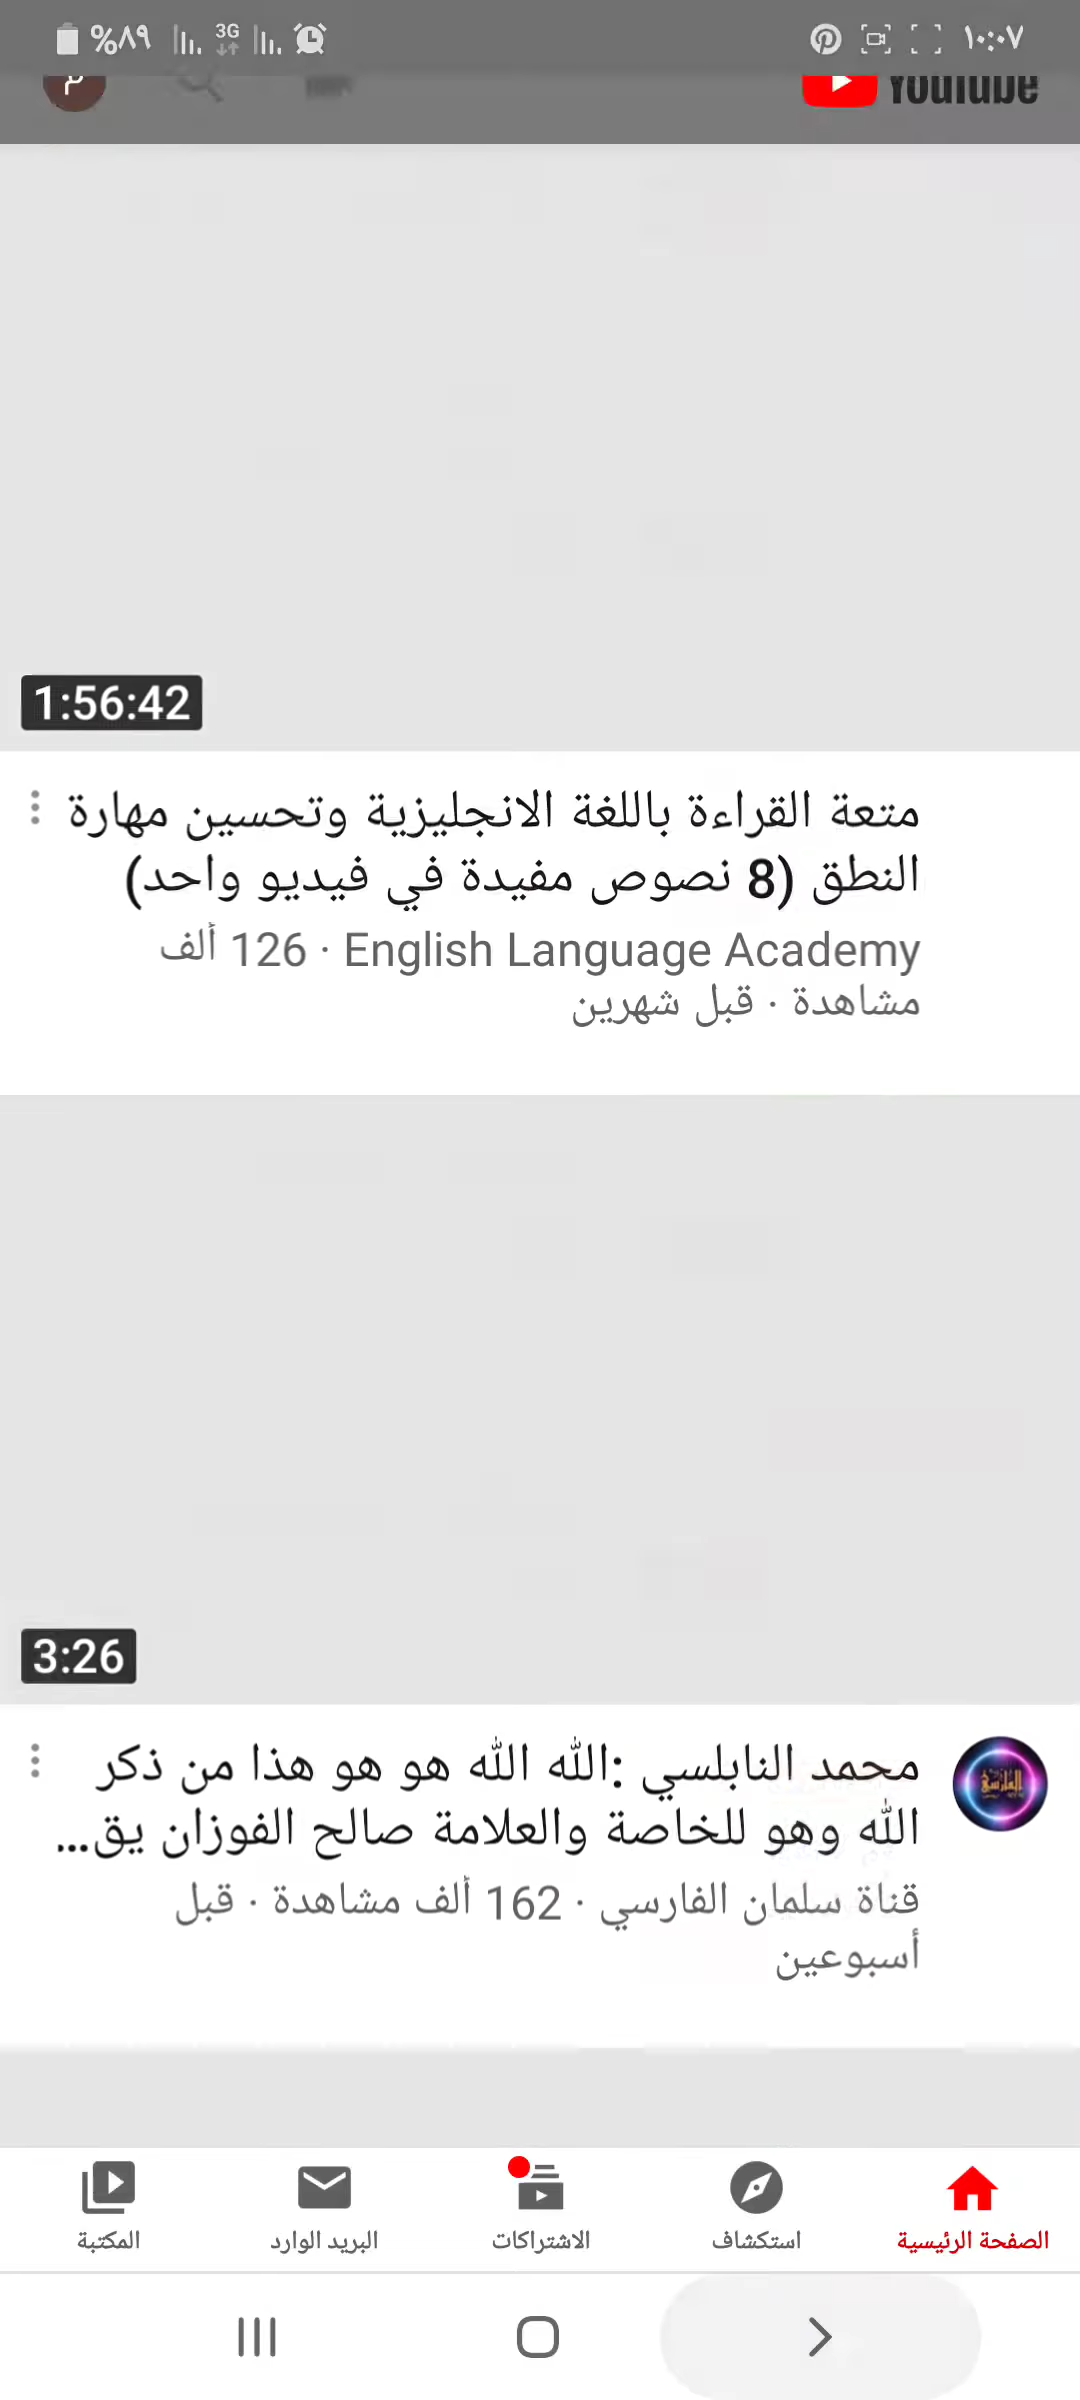 ١٠:٠٧
3G
%٨٩
YouTube
م
1:56:42
متعة القراءة باللغة الانجليزية وتحسين مهارة
النطق (8 نصوص مفيدة في فيديو واحد)
English Language Academy · 126 ألف
مشاهدة · قبل شهرين
3:26
محمد النابلسي :الله الله هو هو هذا من ذكر
الله وهو للخاصة والعلامة صالح الفوزان يق...
قناة سلمان الفارسي · 162 ألف مشاهدة · قبل
أسبوعين
الفارسي
الصفحة الرئيسية
استكشاف
الاشتراكات
البريد الوارد
المكتبة